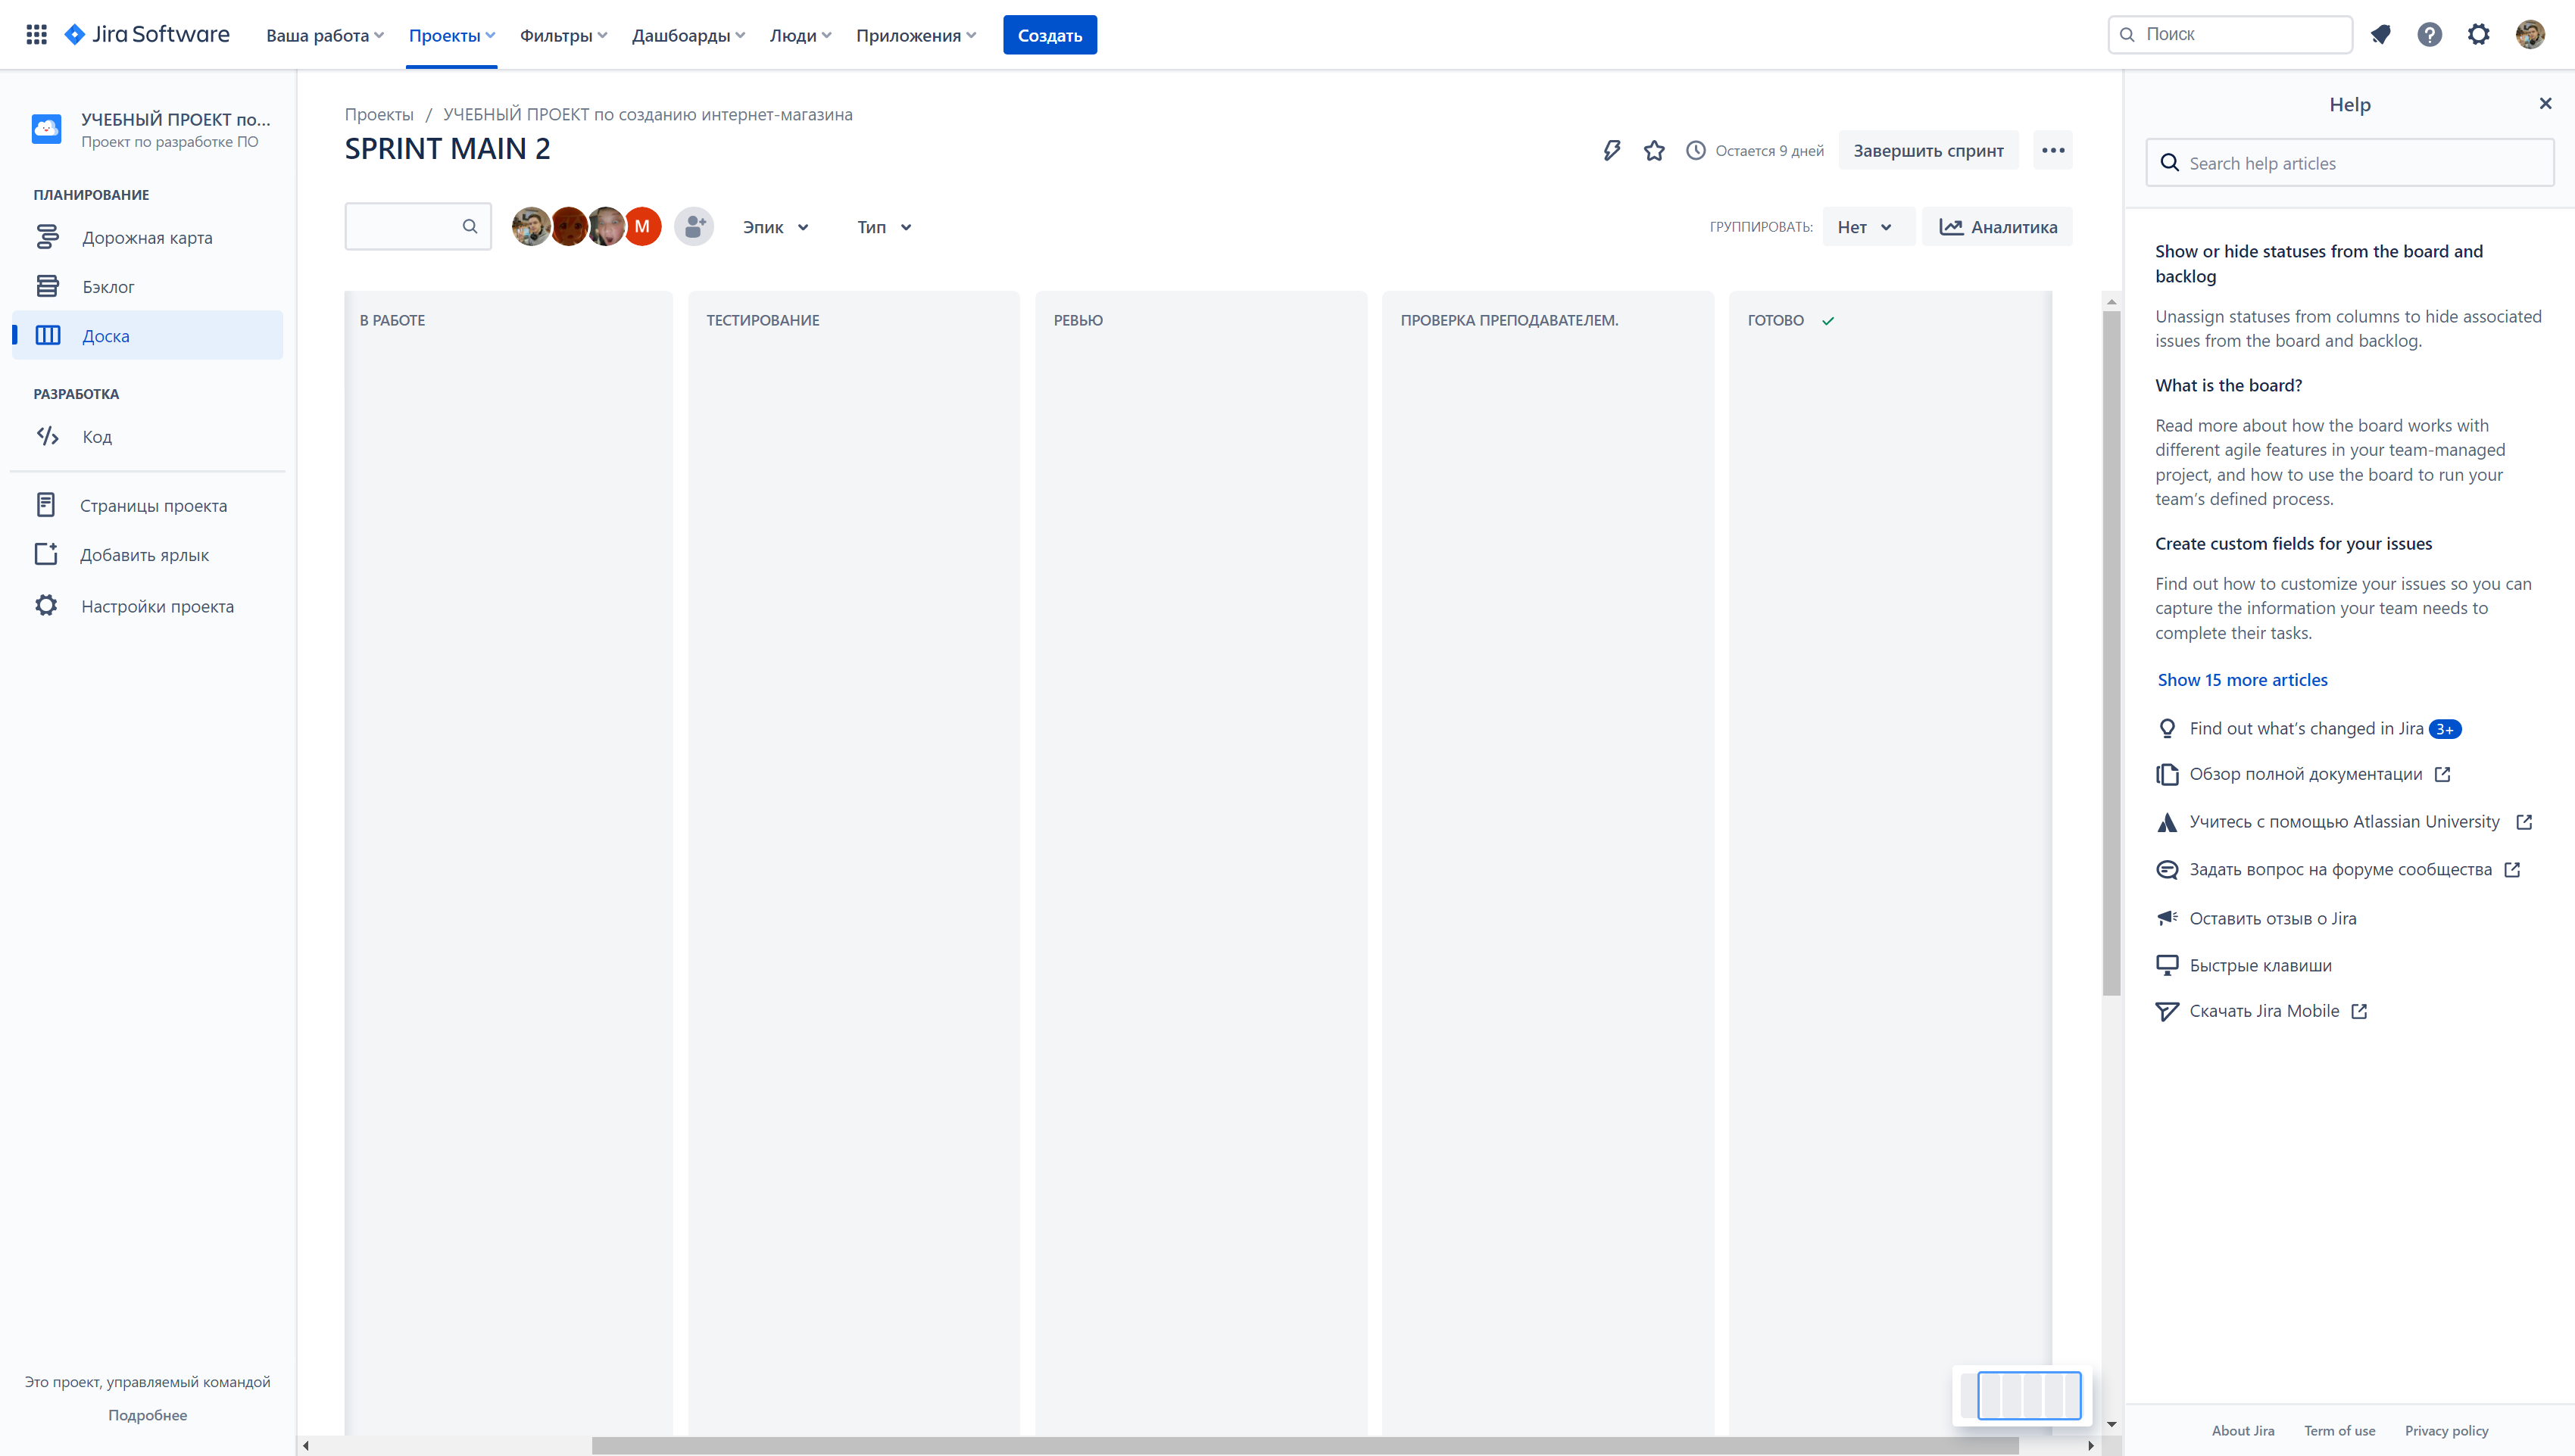 Jira Software
Ваша работа
Проекты
Фильтры
Дашбоарды
Люди
Приложения
Создать
Поиск
УЧЕБНЫЙ ПРОЕКТ по...
Проект по разработке ПО
ПЛАНИРОВАНИЕ
Дорожная карта
Бэклог
Доска
РАЗРАБОТКА
Код
Страницы проекта
Добавить ярлык
Настройки проекта
Это проект, управляемый командой
Подробнее
Проекты / УЧЕБНЫЙ ПРОЕКТ по созданию интернет-магазина
SPRINT MAIN 2
Остается 9 дней
Завершить спринт
М
Эпик
Тип
ГРУППИРОВАТЬ:
Нет
Аналитика
В РАБОТЕ
ТЕСТИРОВАНИЕ
РЕВЬЮ
ПРОВЕРКА ПРЕПОДАВАТЕЛЕМ.
ГОТОВО
Help
Search help articles
Show or hide statuses from the board and
backlog
Unassign statuses from columns to hide associated
issues from the board and backlog.
What is the board?
Read more about how the board works with
different agile features in your team-managed
project, and how to use the board to run your
team's defined process.
Create custom fields for your issues
Find out how to customize your issues so you can
capture the information your team needs to
complete their tasks.
Show 15 more articles
Find out what's changed in Jira 3+
Обзор полной документации
Учитесь с помощью Atlassian University
Задать вопрос на форуме сообщества
Оставить отзыв о Jira
Быстрые клавиши
Скачать Jira Mobile
About Jira
Term of use
Privacy policy